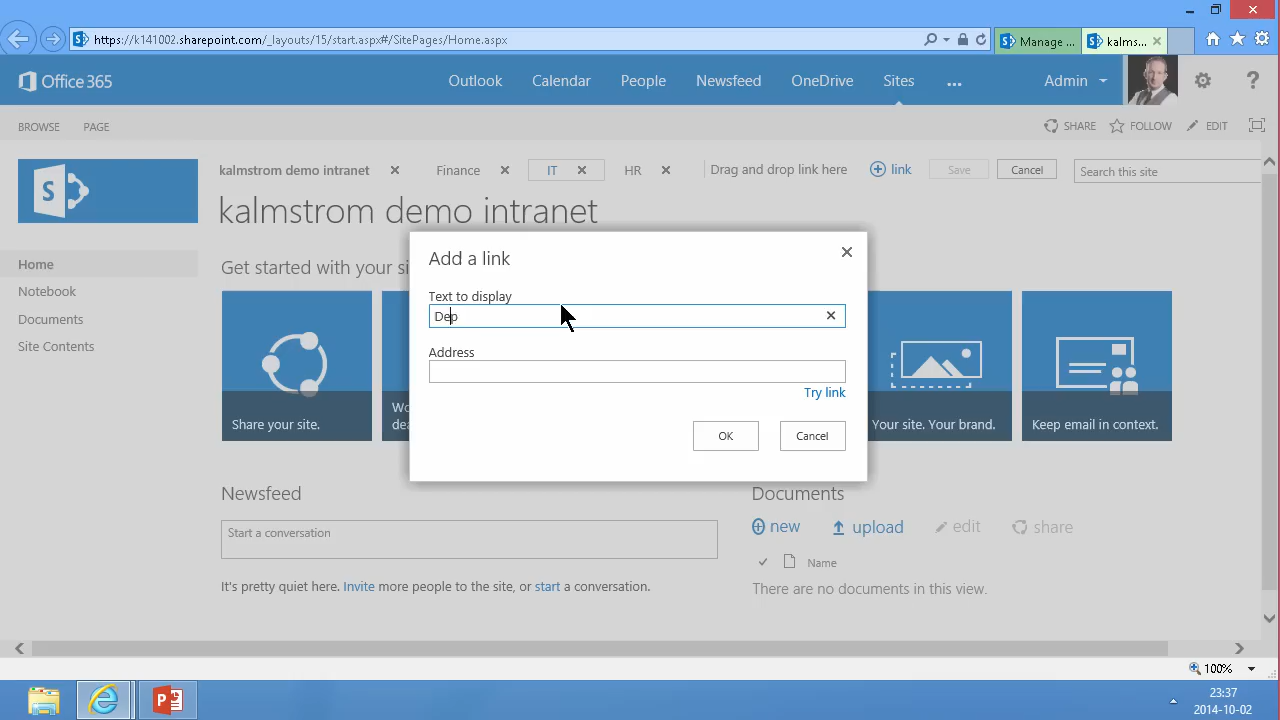 https://k141002.sharepoint.com/_layouts/15/start.aspx#/SitePages/Home.aspx
Manage ...
kalms...
Office 365
Outlook
Calendar
People
Newsfeed
OneDrive
Sites
...
Admin
?
BROWSE
PAGE
SHARE
FOLLOW
EDIT
S
kalmstrom demo intranet
Finance
IT
HR
Drag and drop link here
link
Save
Cancel
Search this site
kalmstrom demo intranet
Home
Notebook
Documents
Site Contents
Get started with your si
Share your site.
Wo
dea
Your site. Your brand.
Keep email in context.
Add a link
Text to display
Dep
Address
Try link
OK
Cancel
Newsfeed
Start a conversation
It's pretty quiet here. Invite more people to the site, or start a conversation.
Documents
new
upload
edit
share
Name
There are no documents in this view.
100%
23:37
2014-10-02